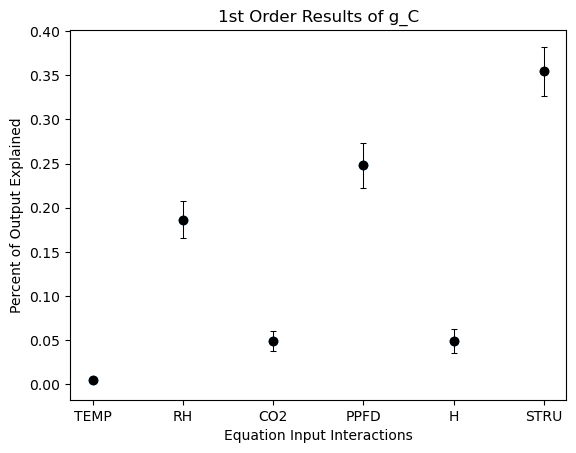 1st Order Results of g_C
Percent of Output Explained
0.40
0.35
0.30
0.25
0.20
0.15
0.10
0.05
0.00
TEMP RH CO2 PPFD H STRU
Equation Input Interactions